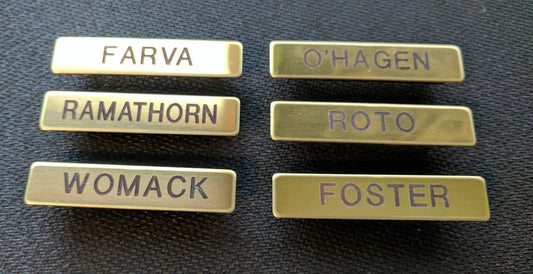 FARVA
O'HAGEN
RAMATHORN
ROTO
WOMACK
FOSTER